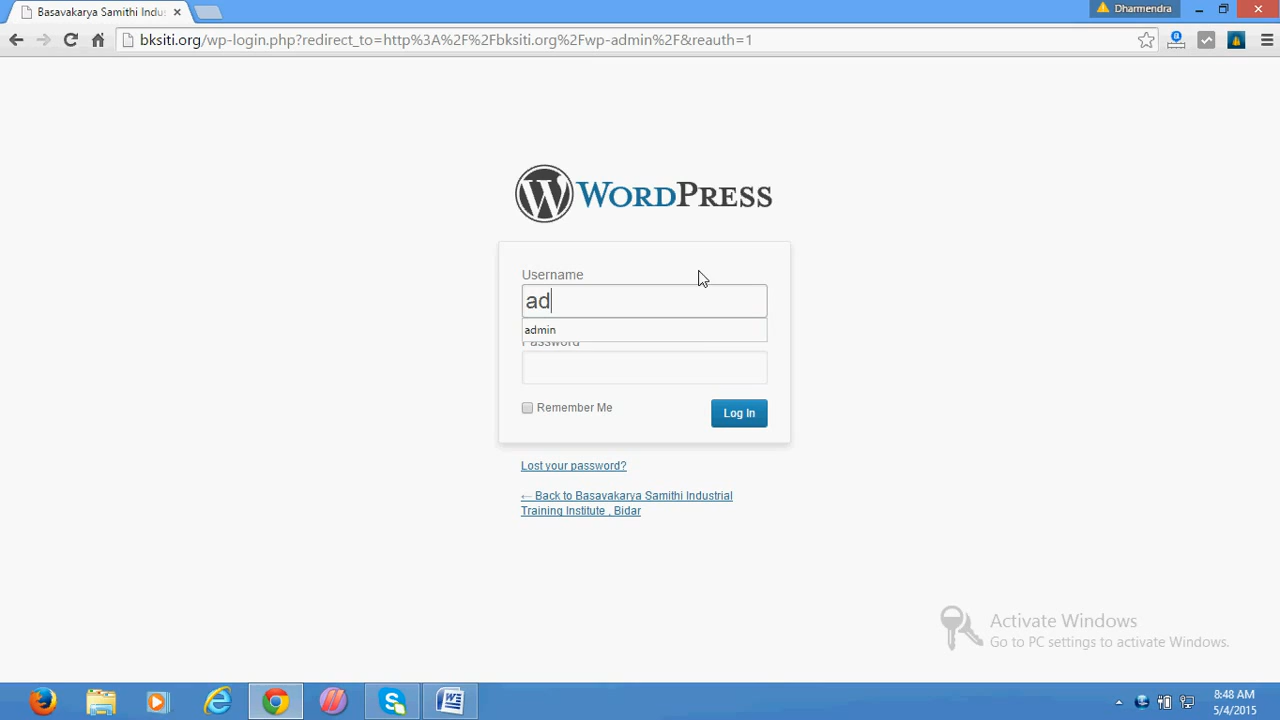 Basavakarya Samithi Indus
Dharmendra
bksiti.org/wp-login.php?redirect_to=http%3A%2F%2Fbksiti.org%2Fwp-admin%2F&reauth=1
WORDPRESS
Username
ad
admin
Password
Remember Me
Log In
Lost your password?
← Back to Basavakarya Samithi Industrial
Training Institute , Bidar
Activate Windows
Go to PC settings to activate Windows.
8:48 AM
5/4/2015